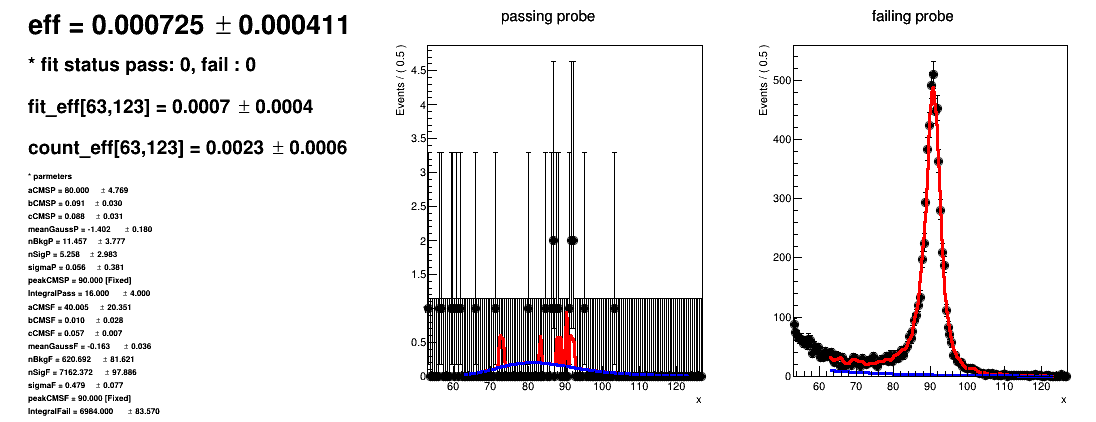 eff = 0.000725 ± 0.000411
* fit status pass: 0, fail : 0
fit_eff[63,123] = 0.0007 ± 0.0004
count_eff[63,123] = 0.0023 ± 0.0006
* parmeters
aCMSP = 80.000 ± 4.769
bCMSP = 0.091 ± 0.030
cCMSP = 0.088 ± 0.031
meanGaussP = -1.402 ± 0.180
nBkgP = 11.457 ± 3.777
nSigP = 5.258 ± 2.983
sigmaP = 0.056 ± 0.381
peakCMSP = 90.000 [Fixed]
IntegralPass = 16.000 ± 4.000
aCMSF = 40.005 ± 20.351
bCMSF = 0.010 ± 0.028
cCMSF = 0.057 ± 0.007
meanGaussF = -0.163 ± 0.036
nBkgF = 620.692 ± 81.621
nSigF = 7162.372 ± 97.886
sigmaF = 0.479 ± 0.077
peakCMSF = 90.000 [Fixed]
IntegralFail = 6984.000 ± 83.570
passing probe
Events / ( 0.5 )
4.5
4
3.5
3
2.5
2
1.5
1
0.5
0
60 70 80 90 100 110 120
x
failing probe
Events / ( 0.5 )
500
400
300
200
100
0
60 70 80 90 100 110 120
x